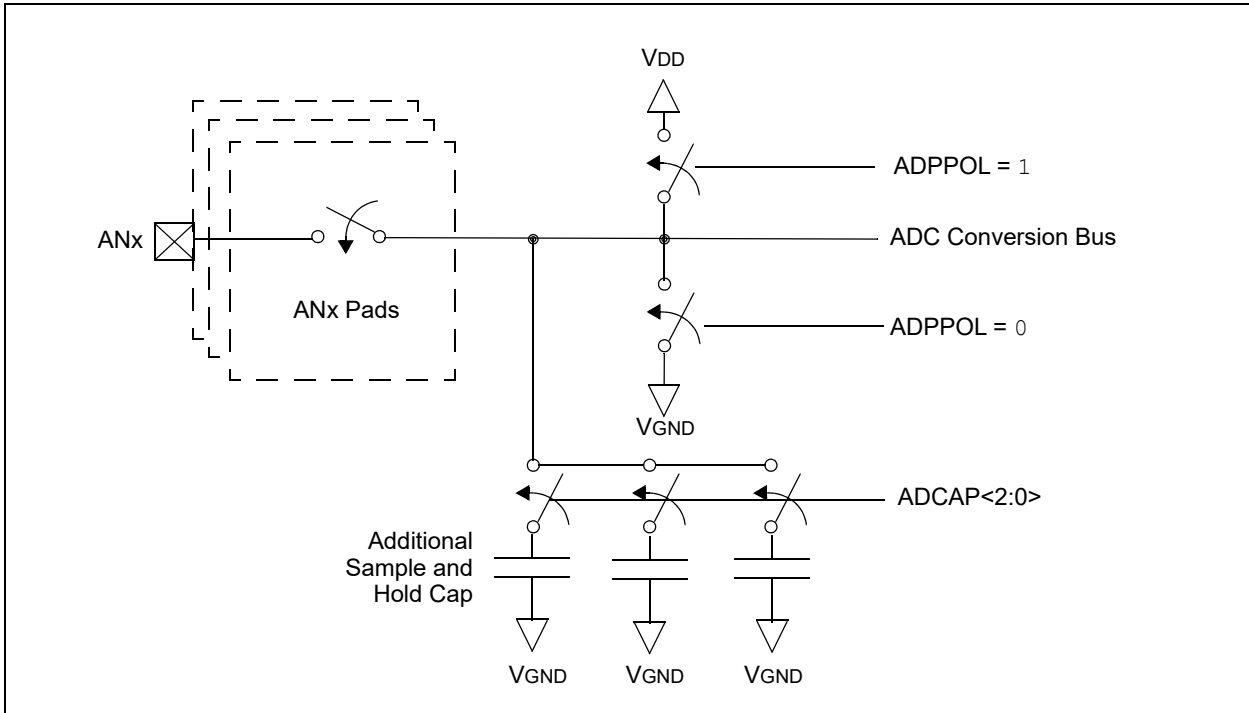 VDD
ADPPOL = 1
ANx
ADC Conversion Bus
ANx Pads
ADPPOL = 0
VGND
ADCAP<2:0>
Additional
Sample and
Hold Cap
VGND
VGND
VGND